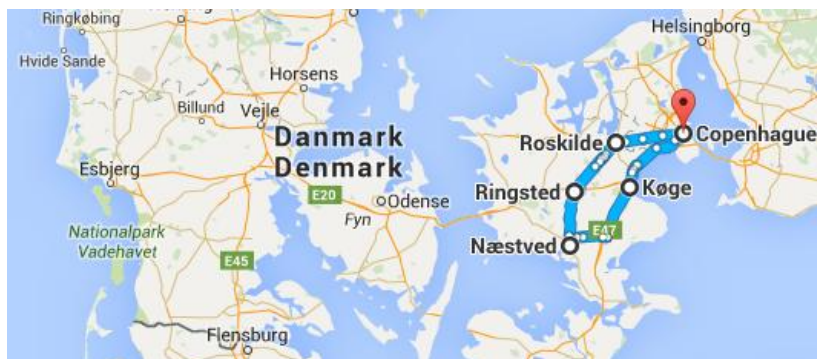 Ringkøbing
Helsingborg
Hvide Sande
Horsens
Billund
Vejle
Danmark
Denmark
Roskilde
Copenhague
Esbjerg
E20
Odense
Fyn
Ringsted
Køge
Nationalpark
Vadehavet
E45
Næstved
E47
Flensburg